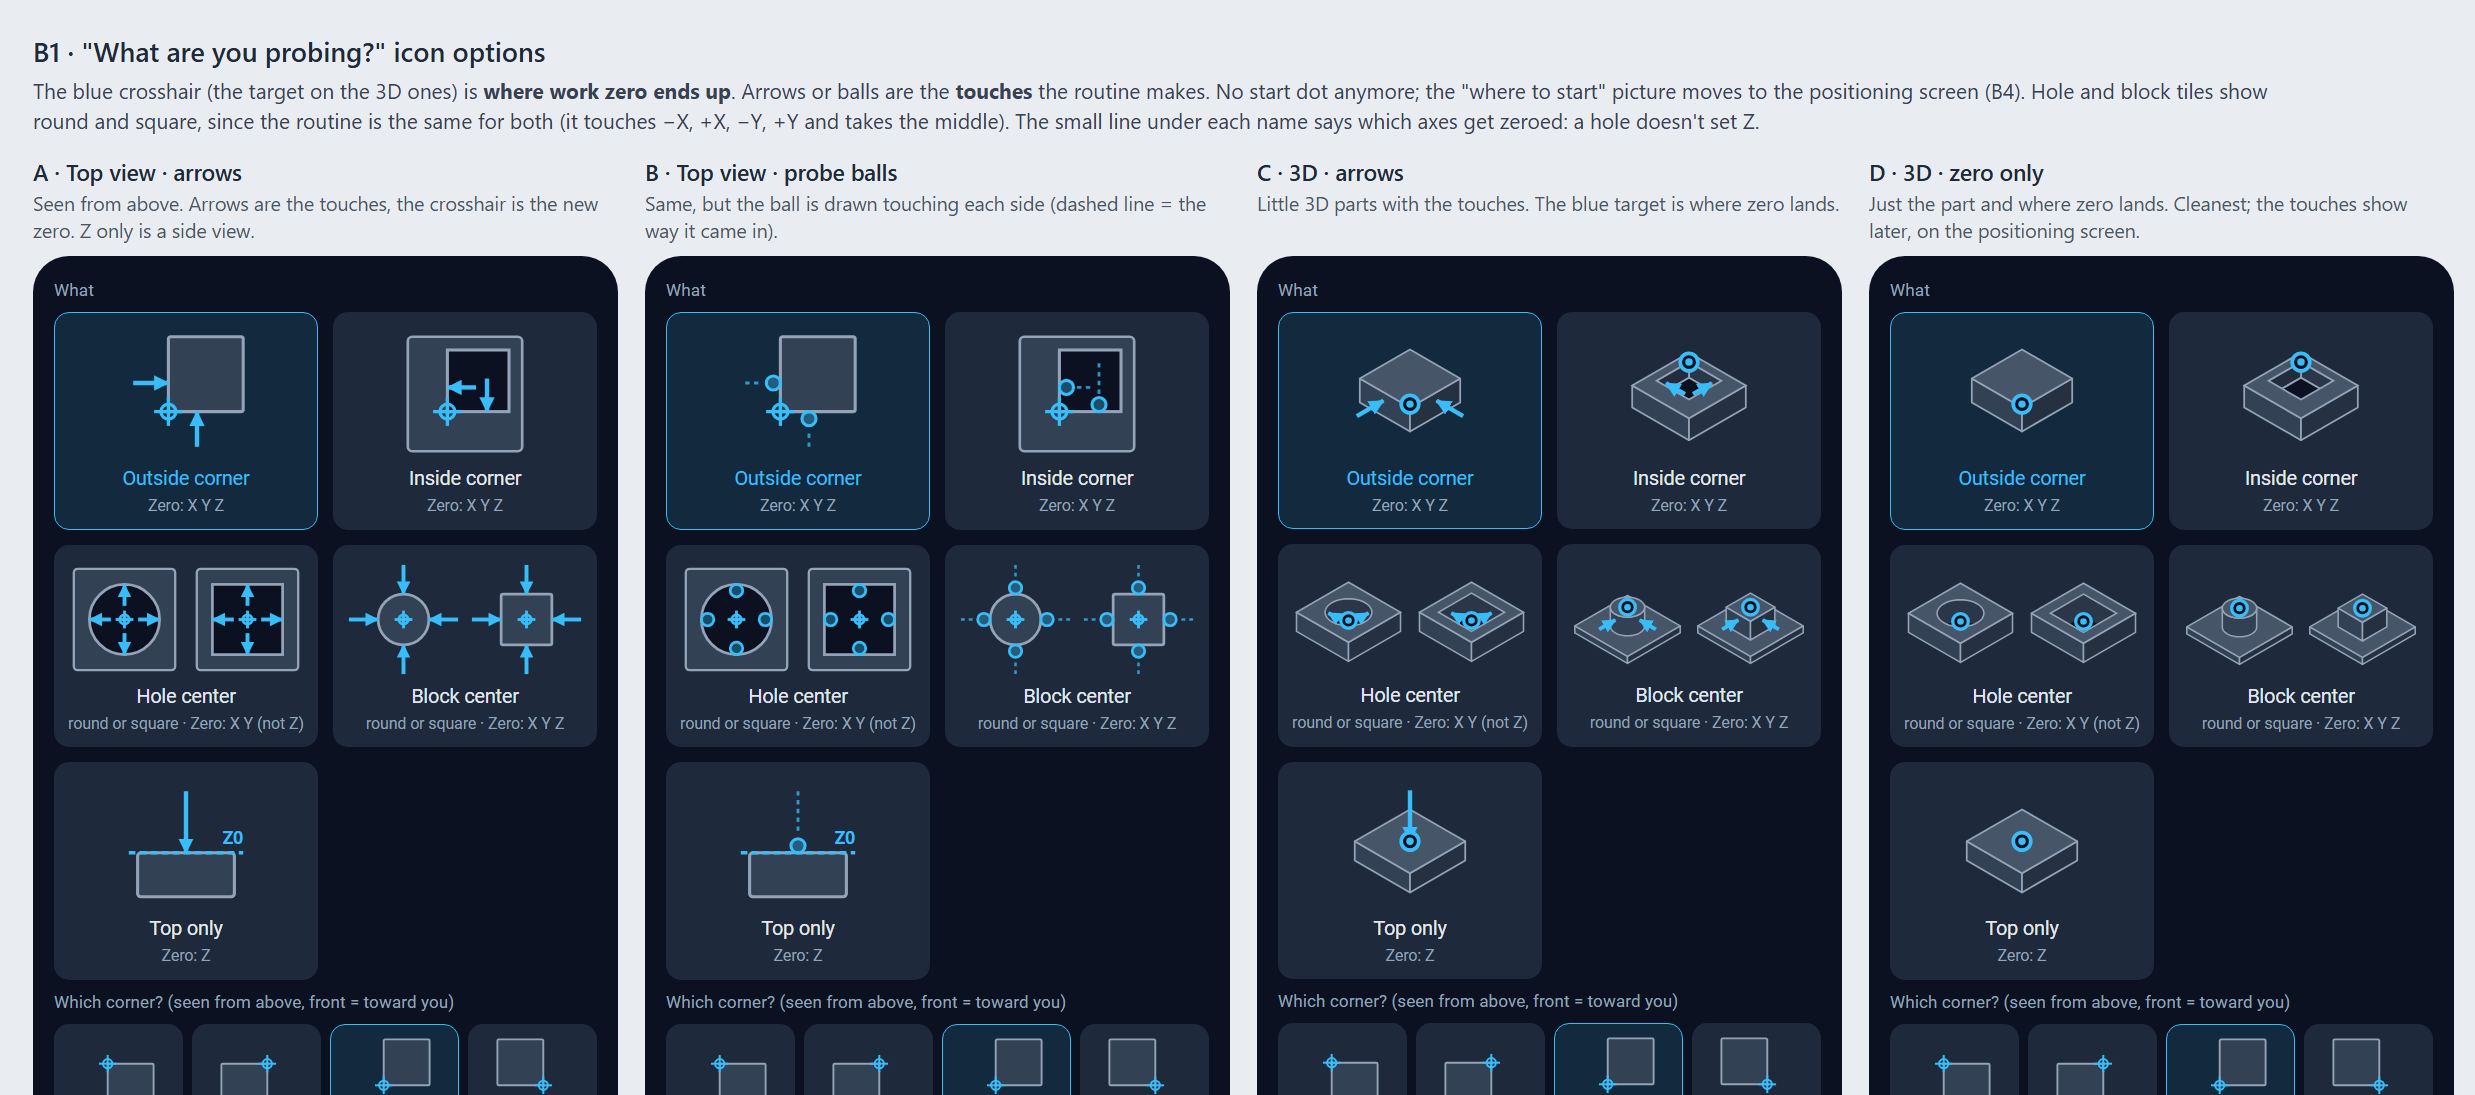 B1 · "What are you probing?" icon options
The blue crosshair (the target on the 3D ones) is where work zero ends up. Arrows or balls are the touches the routine makes. No start dot anymore; the "where to start" picture moves to the positioning screen (B4). Hole and block tiles show
round and square, since the routine is the same for both (it touches −X, +X, −Y, +Y and takes the middle). The small line under each name says which axes get zeroed: a hole doesn't set Z.
A · Top view · arrows
Seen from above. Arrows are the touches, the crosshair is the new
zero. Z only is a side view.
What
Outside corner
Zero: X Y Z
Inside corner
Zero: X Y Z
Hole center
round or square · Zero: X Y (not Z)
Block center
round or square · Zero: X Y Z
Z0
Top only
Zero: Z
Which corner? (seen from above, front = toward you)
B · Top view · probe balls
Same, but the ball is drawn touching each side (dashed line = the
way it came in).
What
Outside corner
Zero: X Y Z
Inside corner
Zero: X Y Z
Hole center
round or square · Zero: X Y (not Z)
Block center
round or square · Zero: X Y Z
Z0
Top only
Zero: Z
Which corner? (seen from above, front = toward you)
C · 3D · arrows
Little 3D parts with the touches. The blue target is where zero lands.
What
Outside corner
Zero: X Y Z
Inside corner
Zero: X Y Z
Hole center
round or square · Zero: X Y (not Z)
Block center
round or square · Zero: X Y Z
Top only
Zero: Z
Which corner? (seen from above, front = toward you)
D · 3D · zero only
Just the part and where zero lands. Cleanest; the touches show
later, on the positioning screen.
What
Outside corner
Zero: X Y Z
Inside corner
Zero: X Y Z
Hole center
round or square · Zero: X Y (not Z)
Block center
round or square · Zero: X Y Z
Top only
Zero: Z
Which corner? (seen from above, front = toward you)